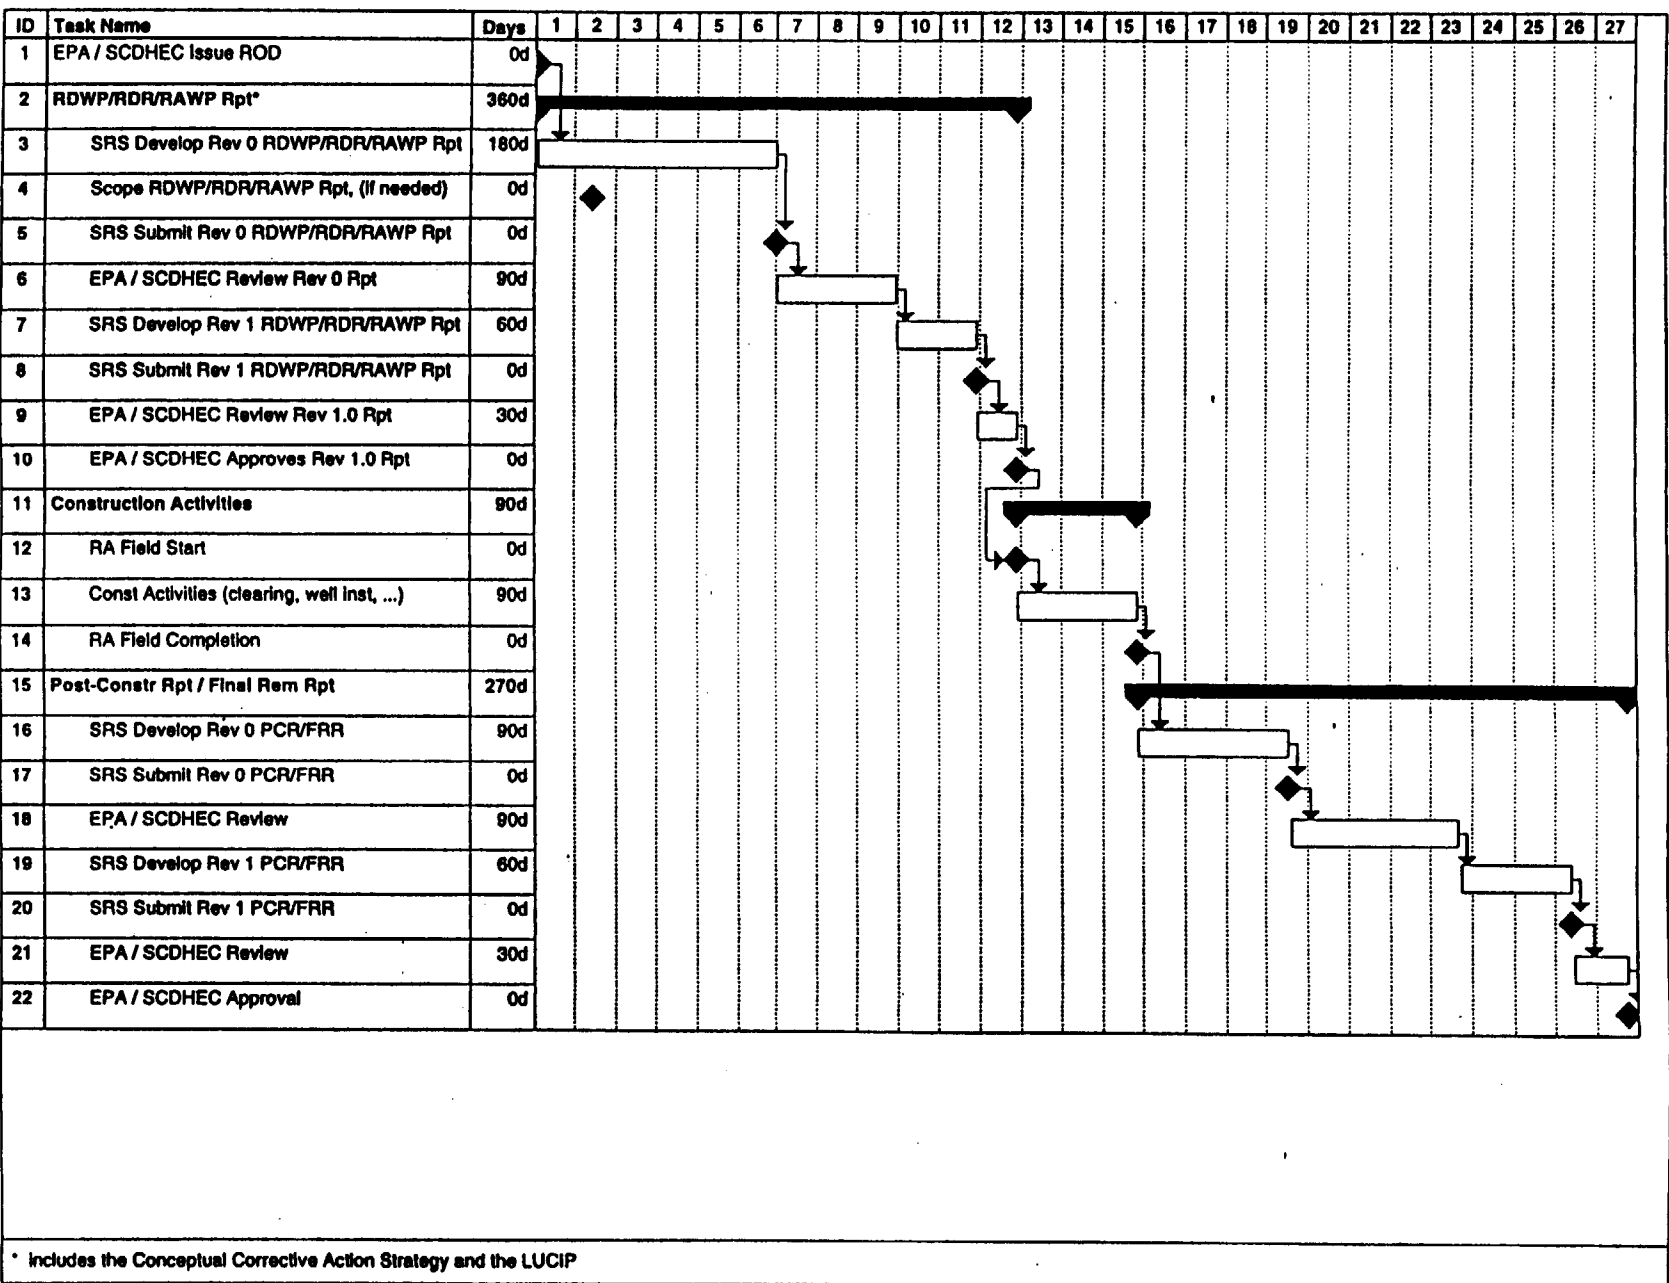 ID Task Name Days 1 2 3 4 5 6 7 8 9 10 11 12 13 14 15 16 17 18 19 20 21 22 23 24 25 26 27
1 EPA / SCDHEC Issue ROD 0d
2 RDWP/RDR/RAWP Rpt* 360d
3 SRS Develop Rev 0 RDWP/RDR/RAWP Rpt 180d
4 Scope RDWP/RDR/RAWP Rpt, (if needed) 0d
5 SRS Submit Rev 0 RDWP/RDR/RAWP Rpt 0d
6 EPA / SCDHEC Review Rev 0 Rpt 90d
7 SRS Develop Rev 1 RDWP/RDR/RAWP Rpt 60d
8 SRS Submit Rev 1 RDWP/RDR/RAWP Rpt 0d
9 EPA / SCDHEC Review Rev 1.0 Rpt 30d
10 EPA / SCDHEC Approves Rev 1.0 Rpt 0d
11 Construction Activities 90d
12 RA Field Start 0d
13 Const Activities (clearing, well inst, ...) 90d
14 RA Field Completion 0d
15 Post-Constr Rpt / Final Rem Rpt 270d
16 SRS Develop Rev 0 PCR/FRR 90d
17 SRS Submit Rev 0 PCR/FRR 0d
18 EPA / SCDHEC Review 90d
19 SRS Develop Rev 1 PCR/FRR 60d
20 SRS Submit Rev 1 PCR/FRR 0d
21 EPA / SCDHEC Review 30d
22 EPA / SCDHEC Approval 0d
* Includes the Conceptual Corrective Action Strategy and the LUCIP